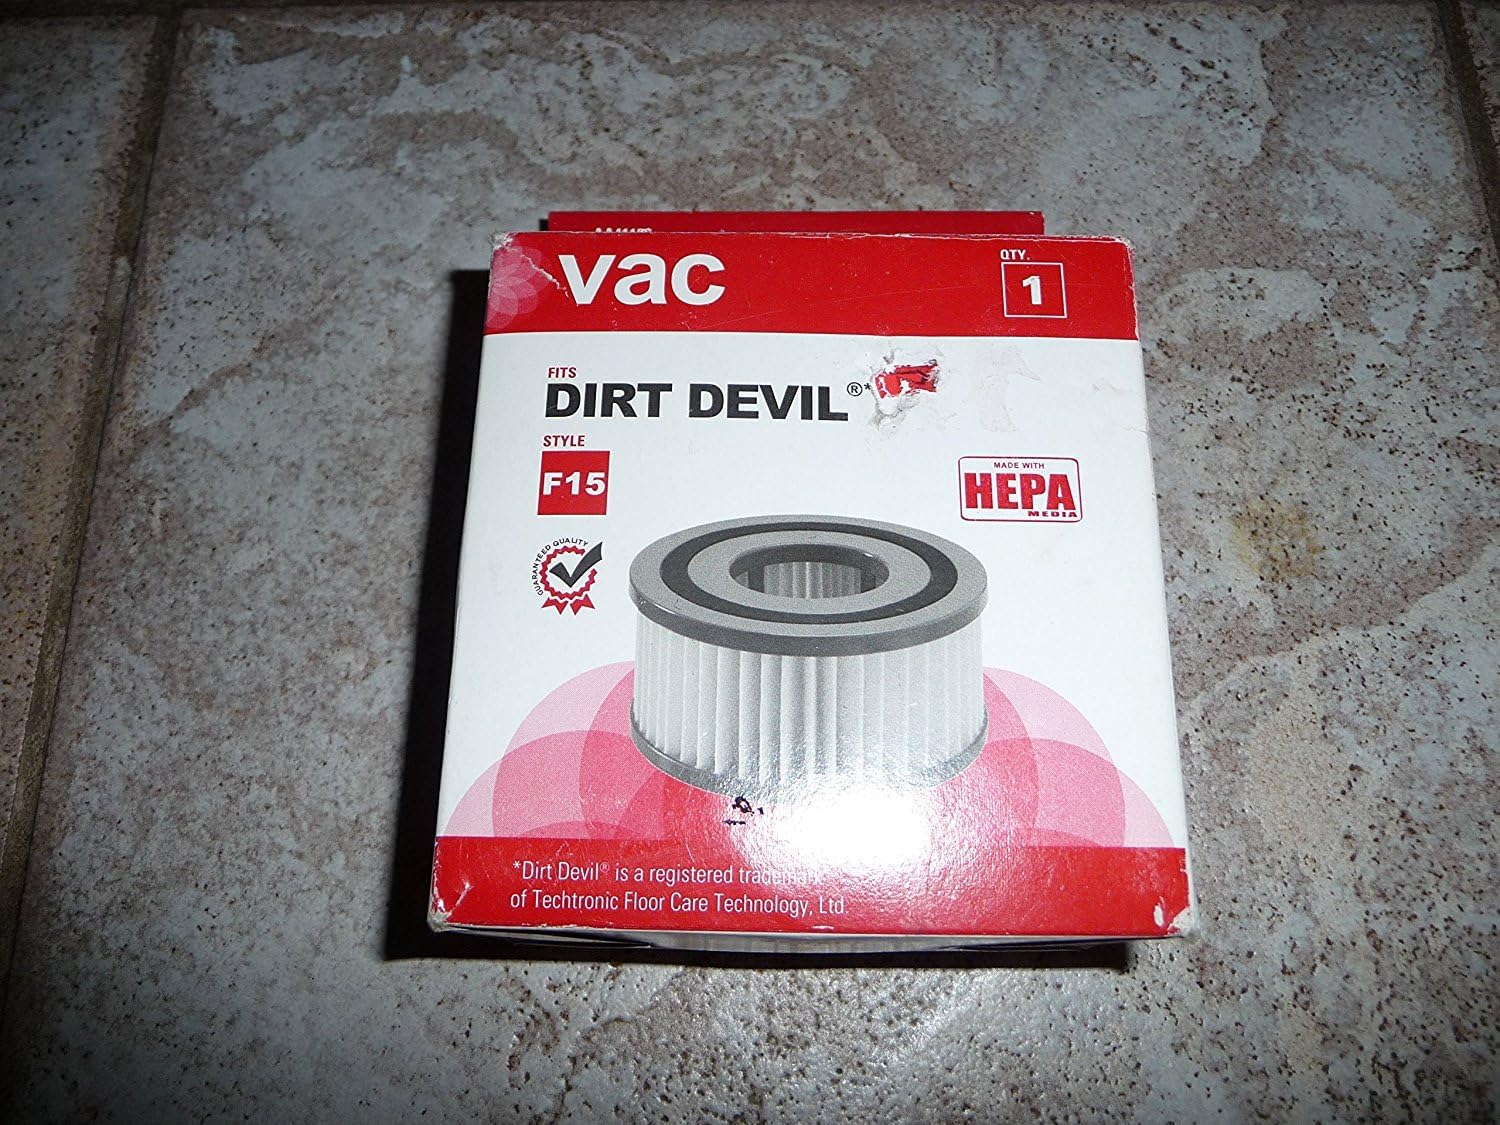 vac
QTY.
1
FITS
DIRT DEVIL®*
STYLE
F15
MADE WITH
HEPA
MEDIA
GUARANTEED QUALITY
*Dirt Devil® is a registered trademark
of Techtronic Floor Care Technology, Ltd.